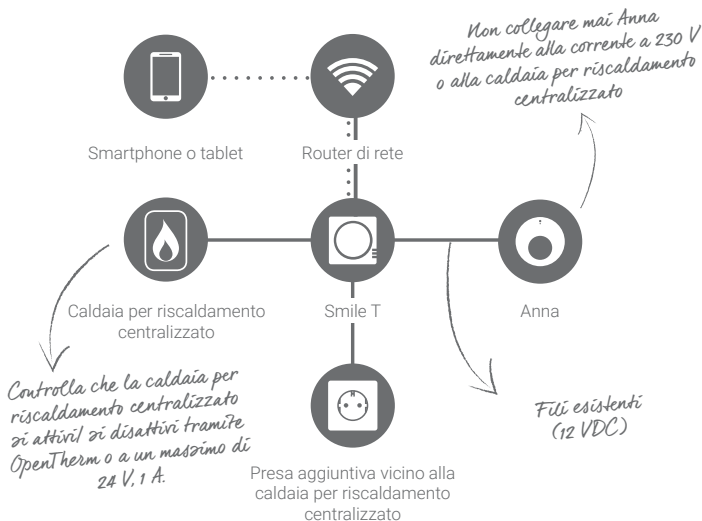 Non collegare mai Anna
direttamente alla corrente a 230 V
o alla caldaia per riscaldamento
centralizzato
Smartphone o tablet
Router di rete
Caldaia per riscaldamento
centralizzato
Smile T
Anna
Controlla che la caldaia per
riscaldamento centralizzato
si attivi/ si disattivi tramite
OpenTherm o a un massimo di
24 V, 1 A.
Fili esistenti
(12 VDC)
Presa aggiuntiva vicino alla
caldaia per riscaldamento
centralizzato